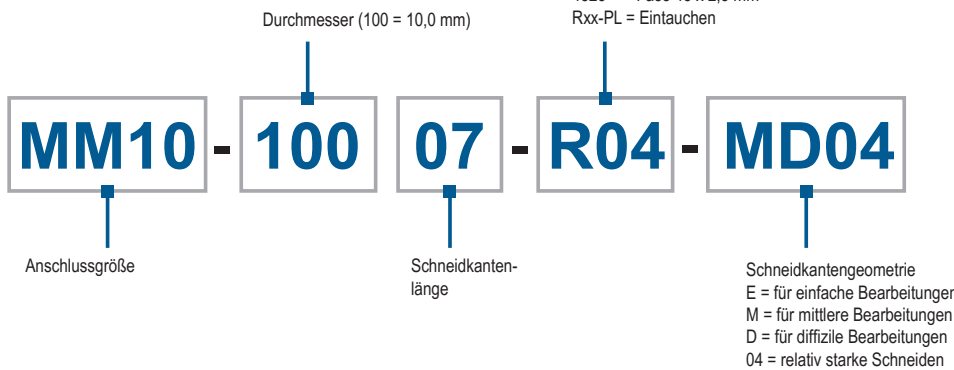 Durchmesser (100 = 10,0 mm)
Rxx-PL = Eintauchen
MM10 - 100 07 - R04 - MD04
Anschlussgröße
Schneidkanten-
länge
Schneidkantengeometrie
E = für einfache Bearbeitungen
M = für mittlere Bearbeitungen
D = für diffizile Bearbeitungen
04 = relativ starke Schneiden